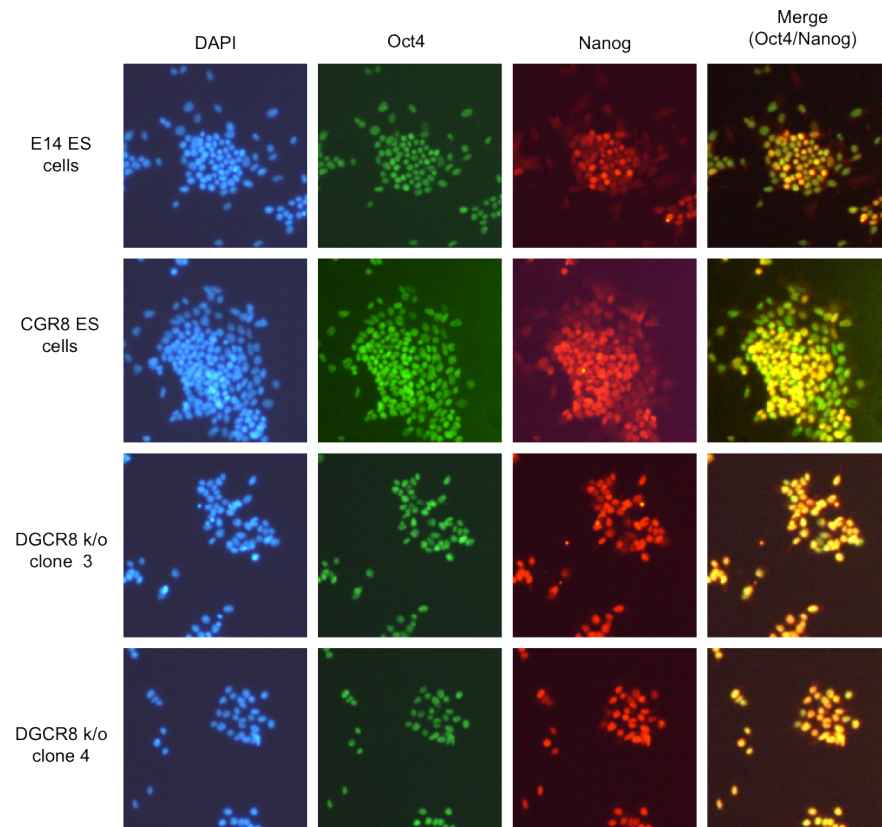 DAPI
Oct4
Nanog
Merge
(Oct4/Nanog)
E14 ES
cells
CGR8 ES
cells
DGCR8 k/o
clone  3
DGCR8 k/o
clone 4